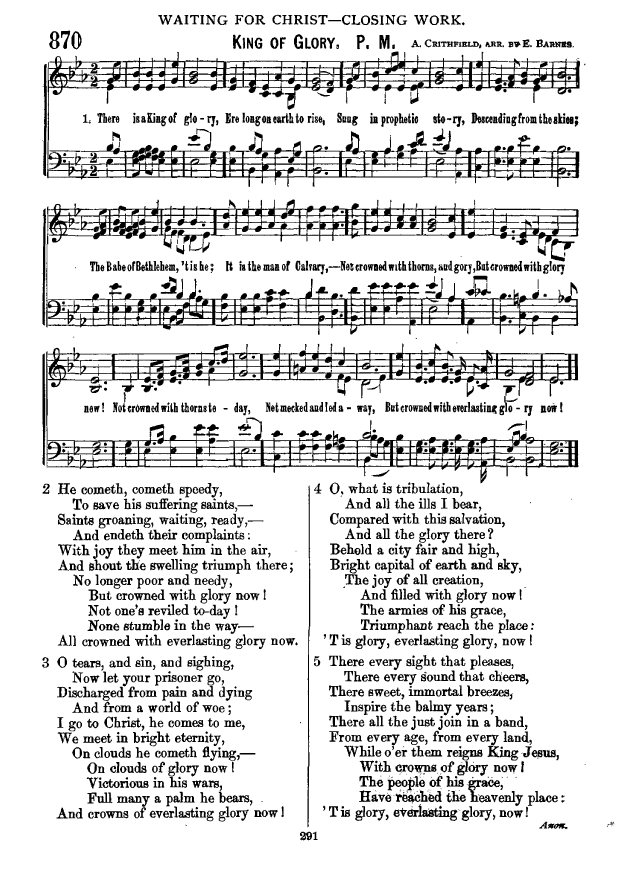 WAITING FOR CHRIST—CLOSING WORK.
870 KING OF GLORY. P. M. A. CRITHFIELD, ARR. BY E. BARNES.
1. There is a King of glo-ry, Ere long on earth to rise, Sung in prophetic sto-ry, Descending from the skies;
The Babe of Bethlehem, 'tis he; It is the man of Calvary,—Not crowned with thorns, and gory, But crowned with glory
now! Not crowned with thorns to-day, Not mocked and led a-way, But crowned with everlasting glo-ry now!
2 He cometh, cometh speedy,
To save his suffering saints,—
Saints groaning, waiting, ready,—
And endeth their complaints:
With joy they meet him in the air,
And shout the swelling triumph there;
No longer poor and needy,
But crowned with glory now!
Not one's reviled to-day!
None stumble in the way—
All crowned with everlasting glory now.
3 O tears, and sin, and sighing,
Now let your prisoner go,
Discharged from pain and dying
And from a world of woe;
I go to Christ, he comes to me,
We meet in bright eternity,
On clouds he cometh flying,—
On clouds of glory now!
Victorious in his wars,
Full many a palm he bears,
And crowns of everlasting glory now!
4 O, what is tribulation,
And all the ills I bear,
Compared with this salvation,
And all the glory there?
Behold a city fair and high,
Bright capital of earth and sky,
The joy of all creation,
And filled with glory now!
The armies of his grace,
Triumphant reach the place:
'T is glory, everlasting glory, now!
5 There every sight that pleases,
There every sound that cheers,
There sweet, immortal breezes,
Inspire the balmy years;
There all the just join in a band,
From every age, from every land,
While o'er them reigns King Jesus,
With crowns of glory now!
The people of his grace,
Have reached the heavenly place:
'T is glory, everlasting glory, now!
Anon.
291